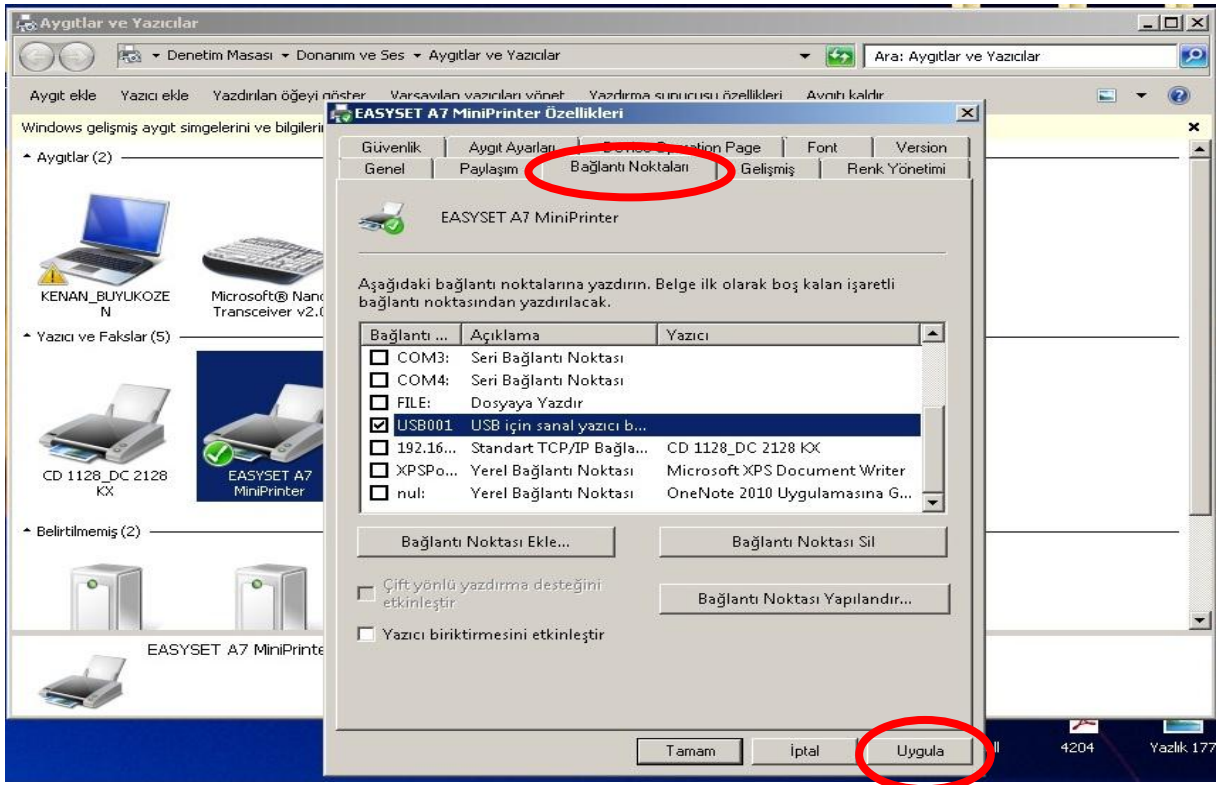 Aygıtlar ve Yazıcılar
Denetim Masası Donanım ve Ses Aygıtlar ve Yazıcılar
Ara: Aygıtlar ve Yazıcılar
Aygıt ekle Yazıcı ekle Yazdırılan öğeyi göster Varsayılan yazıcıları yönet Yazdırma sunucusu özellikleri Aygıtı kaldır
Windows gelişmiş aygıt simgelerini ve bilgileri
Aygıtlar (2)
KENAN_BUYUKOZE
N
Microsoft® Nano
Transceiver v2.0
Yazıcı ve Fakslar (5)
CD 1128_DC 2128
KX
EASYSET A7
MiniPrinter
Belirtilmemiş (2)
EASYSET A7 MiniPrinte
EASYSET A7 MiniPrinter Özellikleri
Güvenlik Aygıt Ayarları Device Operation Page Font Version
Genel Paylaşım Bağlantı Noktaları Gelişmiş Renk Yönetimi
EASYSET A7 MiniPrinter
Aşağıdaki bağlantı noktalarına yazdırın. Belge ilk olarak boş kalan işaretli
bağlantı noktasından yazdırılacak.
Bağlantı ... Açıklama Yazıcı
COM3: Seri Bağlantı Noktası
COM4: Seri Bağlantı Noktası
FILE: Dosyaya Yazdır
USB001 USB için sanal yazıcı b...
192.16... Standart TCP/IP Bağla... CD 1128_DC 2128 KX
XPSPo... Yerel Bağlantı Noktası Microsoft XPS Document Writer
nul: Yerel Bağlantı Noktası OneNote 2010 Uygulamasına G...
Bağlantı Noktası Ekle... Bağlantı Noktası Sil
Çift yönlü yazdırma desteğini
etkinleştir
Bağlantı Noktası Yapılandır...
Yazıcı biriktirmesini etkinleştir
Tamam İptal Uygula
4204 Yazlık 177